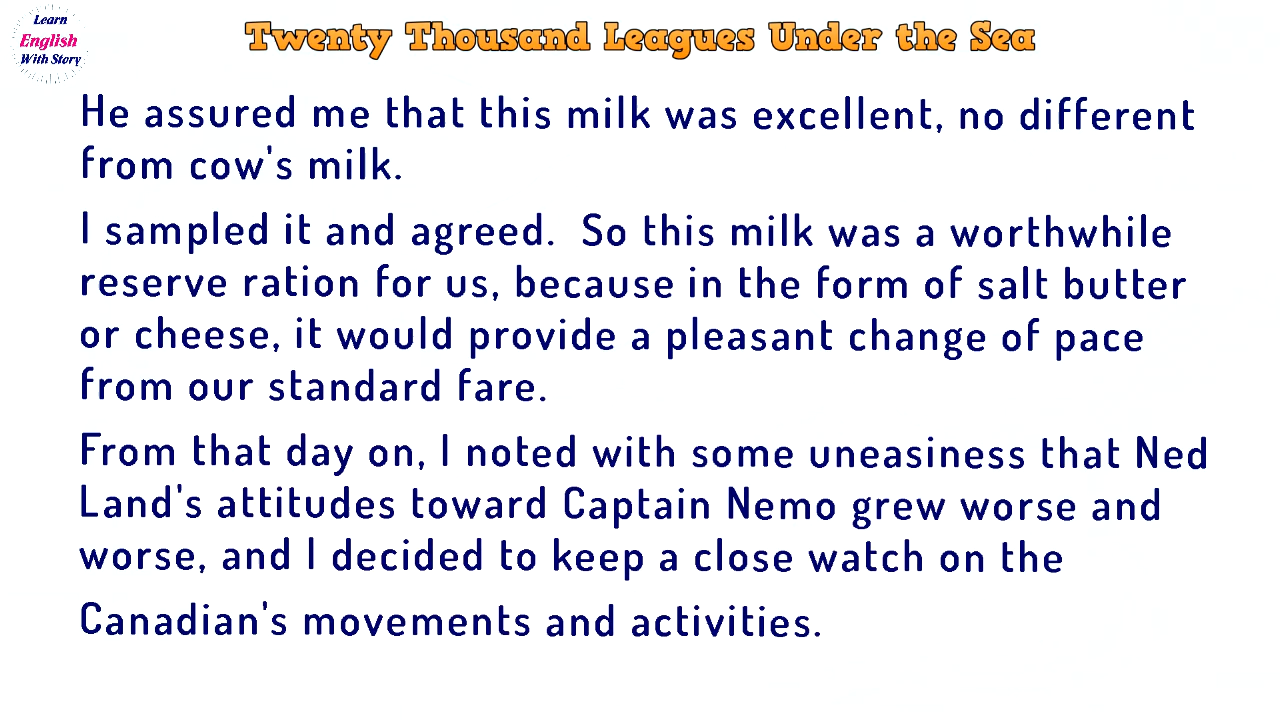 Learn
English
With Story
Twenty Thousand Leagues Under the Sea
He assured me that this milk was excellent, no different
from cow's milk.
I sampled it and agreed.  So this milk was a worthwhile
reserve ration for us, because in the form of salt butter
or cheese, it would provide a pleasant change of pace
from our standard fare.
From that day on, I noted with some uneasiness that Ned
Land's attitudes toward Captain Nemo grew worse and
worse, and I decided to keep a close watch on the
Canadian's movements and activities.